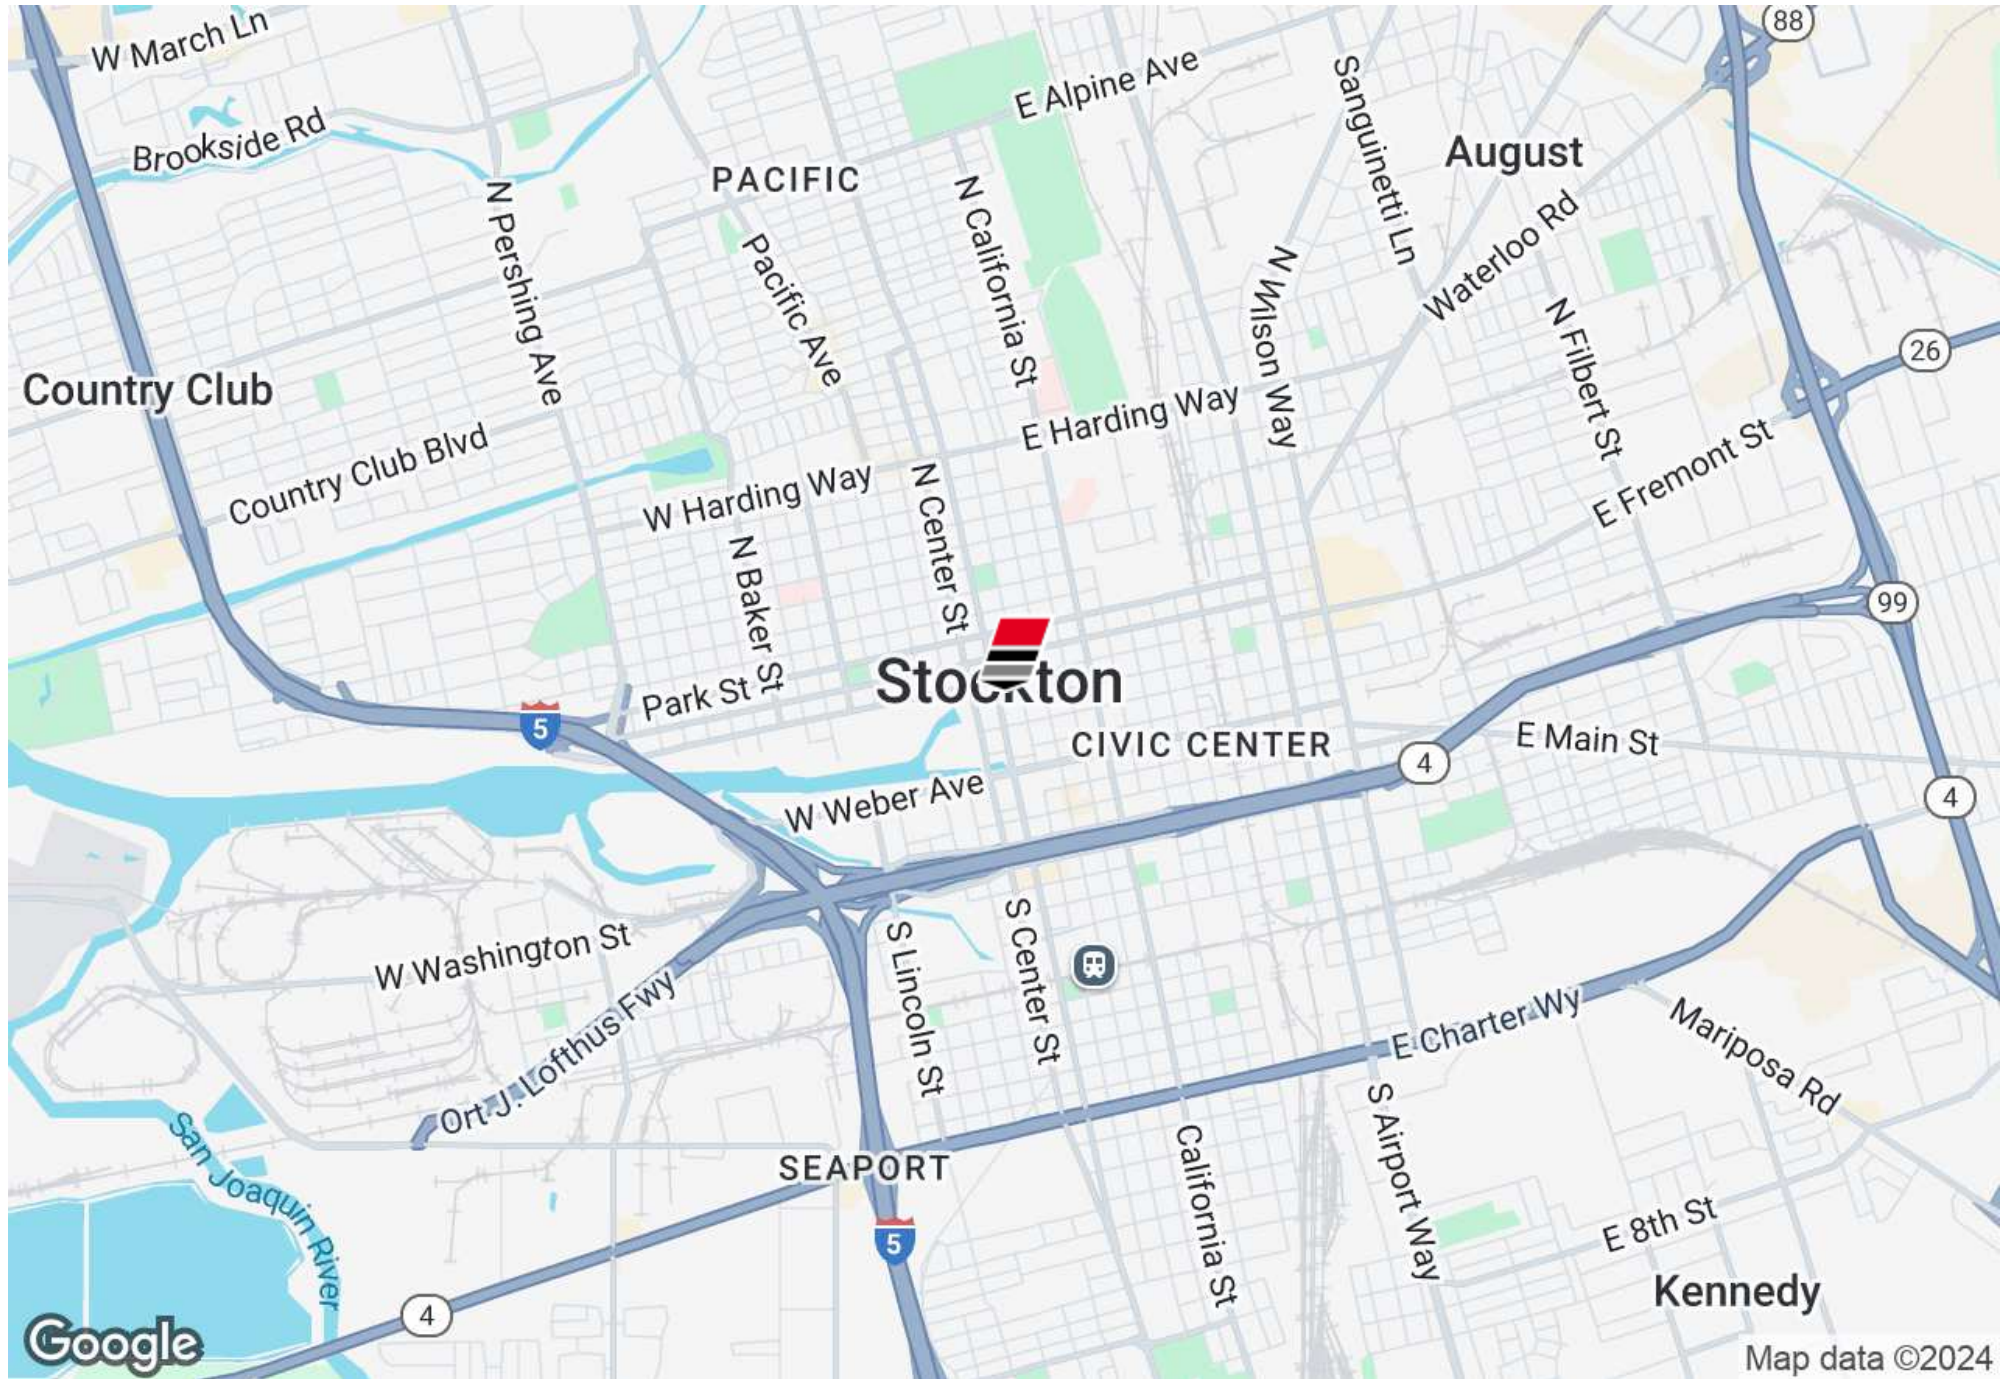 W March Ln
88
E Alpine Ave
Brookside Rd
Sanguinetti Ln
August
PACIFIC
N Pershing Ave
N California St
Waterloo Rd
Pacific Ave
N Wilson Way
N Filbert St
26
Country Club
E Harding Way
Country Club Blvd
E Fremont St
W Harding Way
N Center St
N Baker St
99
Stockton
Park St
5
CIVIC CENTER
E Main St
4
4
W Weber Ave
W Washington St
S Lincoln St
S Center St
Ort J. Lofthus Fwy
E Charter Wy
Mariposa Rd
San Joaquin River
SEAPORT
California St
S Airport Way
5
E 8th St
Kennedy
4
Google
Map data ©2024